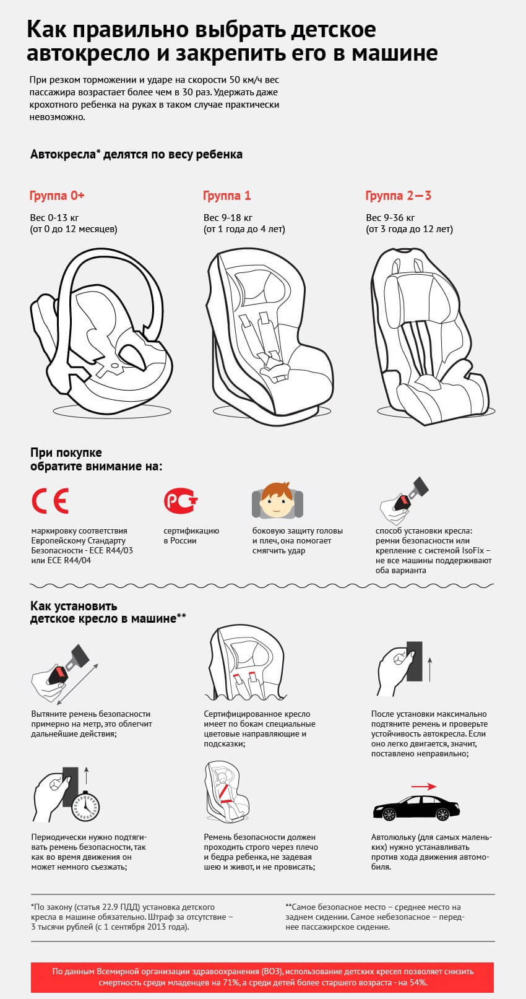 Как правильно выбрать детское
автокресло и закрепить его в машине
При резком торможении и ударе на скорости 50 км/ч вес
пассажира возрастает более чем в 30 раз. Удержать даже
крохотного ребенка на руках в таком случае практически
невозможно.
Автокресла* делятся по весу ребенка
Группа 0+
Вес 0-13 кг
(от 0 до 12 месяцев)
Группа 1
Вес 9-18 кг
(от 1 года до 4 лет)
Группа 2—3
Вес 9-36 кг
(от 3 года до 12 лет)
При покупке
обратите внимание на:
CE
маркировку соответствия
Европейскому Стандарту
Безопасности - ECE R44/03
или ECE R44/04
РСТ
сертификацию
в России
боковую защиту головы
и плеч, она помогает
смягчить удар
способ установки кресла:
ремни безопасности или
крепление с системой IsoFix –
не все машины поддерживают
оба варианта
Как установить
детское кресло в машине**
Вытяните ремень безопасности
примерно на метр, это облегчит
дальнейшие действия;
Сертифицированное кресло
имеет по бокам специальные
цветовые направляющие и
подсказки;
После установки максимально
подтяните ремень и проверьте
устойчивость автокресла. Если
оно легко двигается, значит,
поставлено неправильно;
Периодически нужно подтяги-
вать ремень безопасности, так
как во время движения он
может немного съезжать;
Ремень безопасности должен
проходить строго через плечо
и бедра ребенка, не задевая
шею и живот, и не провисать;
Автолюльку (для самых малень-
ких) нужно устанавливать
против хода движения автомо-
биля.
*По закону (статья 22.9 ПДД) установка детского
кресла в машине обязательно. Штраф за отсутствие –
3 тысячи рублей (с 1 сентября 2013 года).
**Самое безопасное место – среднее место на
заднем сидении. Самое небезопасное – перед-
нее пассажирское сидение.
По данным Всемирной организации здравоохранения (ВОЗ), использование детских кресел позволяет снизить
смертность среди младенцев на 71%, а среди детей более старшего возраста - на 54%.